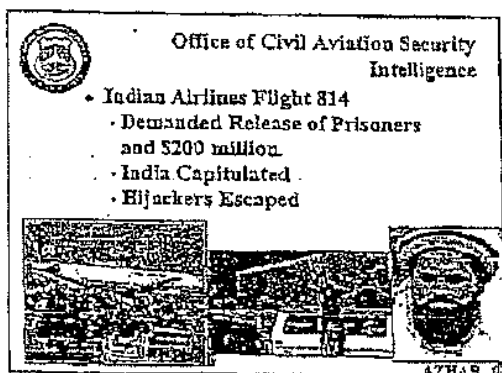 Office of Civil Aviation Security
Intelligence
• Indian Airlines Flight 814
· Demanded Release of Prisoners
and $200 million
· India Capitulated
· Hijackers Escaped
AZHAR